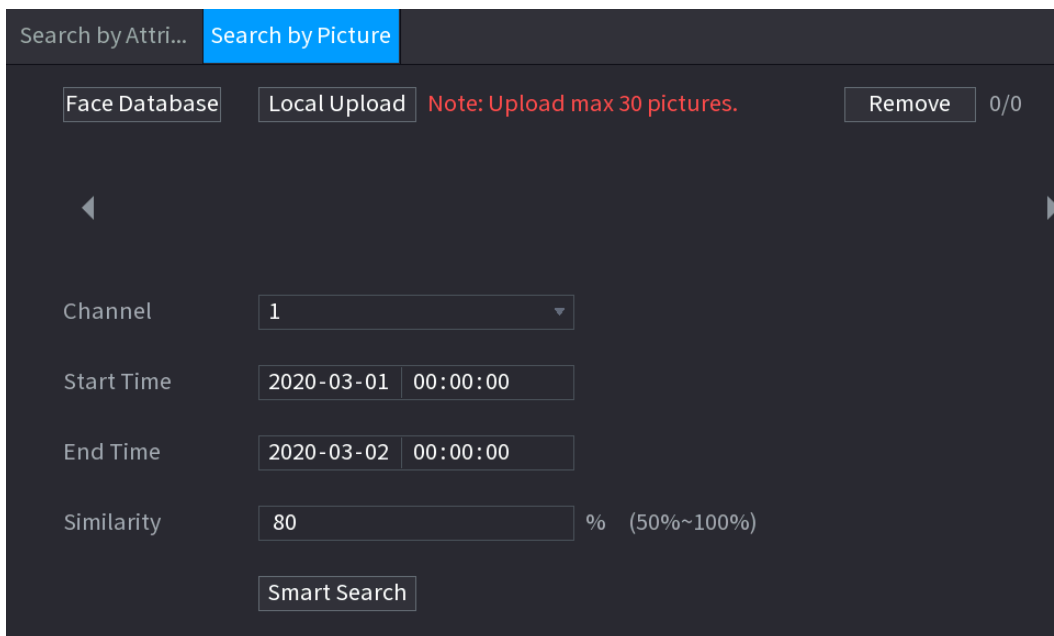 Search by Attri... Search by Picture
Face Database Local Upload Note: Upload max 30 pictures. Remove 0/0
Channel 1
Start Time 2020-03-01 00:00:00
End Time 2020-03-02 00:00:00
Similarity 80 % (50%~100%)
Smart Search